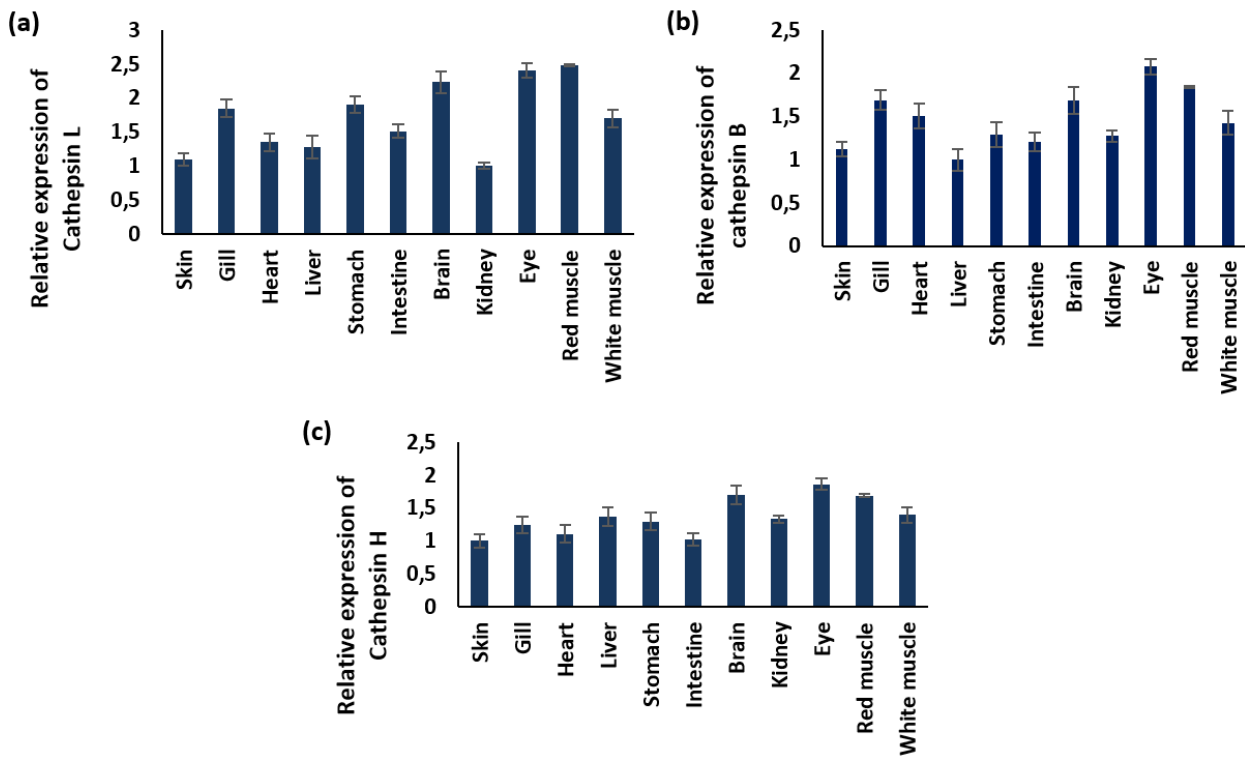 (a)
Relative expression of
Cathepsin L
3
2,5
2
1,5
1
0,5
0
Skin
Gill
Heart
Liver
Stomach
Intestine
Brain
Kidney
Eye
Red muscle
White muscle
(b)
Relative expression of
cathepsin B
2,5
2
1,5
1
0,5
0
Skin
Gill
Heart
Liver
Stomach
Intestine
Brain
Kidney
Eye
Red muscle
White muscle
(c)
Relative expression of
Cathepsin H
2,5
2
1,5
1
0,5
0
Skin
Gill
Heart
Liver
Stomach
Intestine
Brain
Kidney
Eye
Red muscle
White muscle